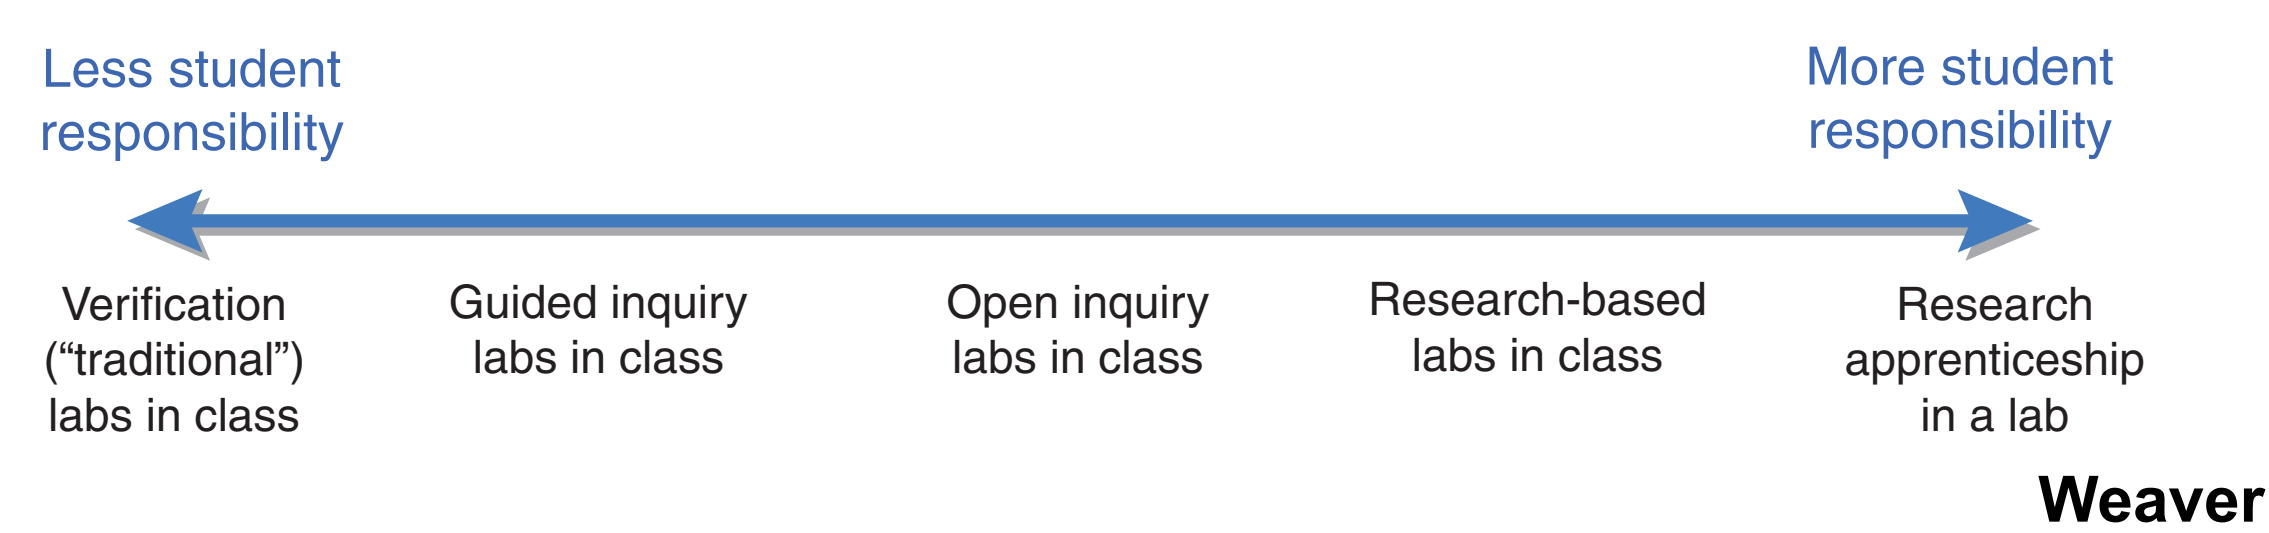 Less student
responsibility
More student
responsibility
Verification
(“traditional”)
labs in class
Guided inquiry
labs in class
Open inquiry
labs in class
Research-based
labs in class
Research
apprenticeship
in a lab
Weaver